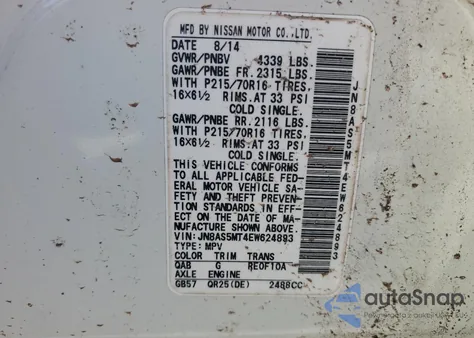 MFD BY NISSAN MOTOR CO.,LTD.
DATE 8/14
GVWR/PNBV 4339 LBS.
GAWR/PNBE FR. 2315 LBS.
WITH P215/70R16 TIRES,
16X6½ RIMS,AT 33 PSI
COLD SINGLE.
GAWR/PNBE RR. 2116 LBS.
WITH P215/70R16 TIRES,
16X6½ RIMS,AT 33 PSI
COLD SINGLE.
THIS VEHICLE CONFORMS
TO ALL APPLICABLE FED-
ERAL MOTOR VEHICLE SA-
FETY AND THEFT PREVEN-
TION STANDARDS IN EFF-
ECT ON THE DATE OF MA-
NUFACTURE SHOWN ABOVE.
VIN: JN8AS5MT4EW624893
TYPE: MPV
COLOR TRIM TRANS
QAB G RE0F10A
AXLE ENGINE
GB57 QR25(DE) 2488CC
JN8AS5MT4EW624893
autoSnap